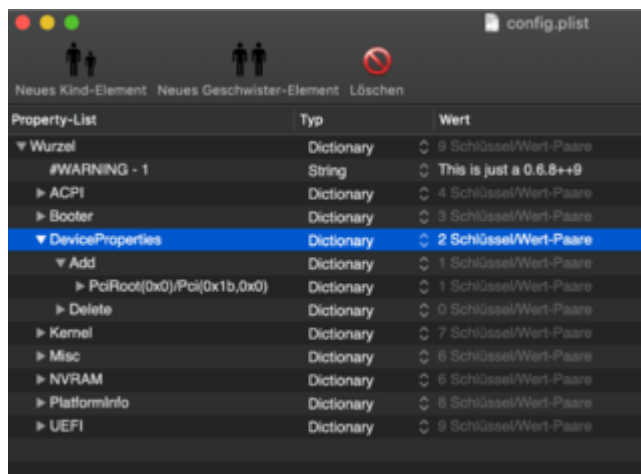 config.plist
Neues Kind-Element Neues Geschwister-Element Löschen
Property-List Typ Wert
Wurzel Dictionary 9 Schlüssel/Wert-Paare
#WARNING - 1 String This is just a 0.6.8++9
ACPI Dictionary 4 Schlüssel/Wert-Paare
Booter Dictionary 3 Schlüssel/Wert-Paare
DeviceProperties Dictionary 2 Schlüssel/Wert-Paare
Add Dictionary 1 Schlüssel/Wert-Paare
PciRoot(0x0)/Pci(0x1b,0x0) Dictionary 1 Schlüssel/Wert-Paare
Delete Dictionary 0 Schlüssel/Wert-Paare
Kernel Dictionary 7 Schlüssel/Wert-Paare
Misc Dictionary 6 Schlüssel/Wert-Paare
NVRAM Dictionary 6 Schlüssel/Wert-Paare
PlatformInfo Dictionary 8 Schlüssel/Wert-Paare
UEFI Dictionary 9 Schlüssel/Wert-Paare